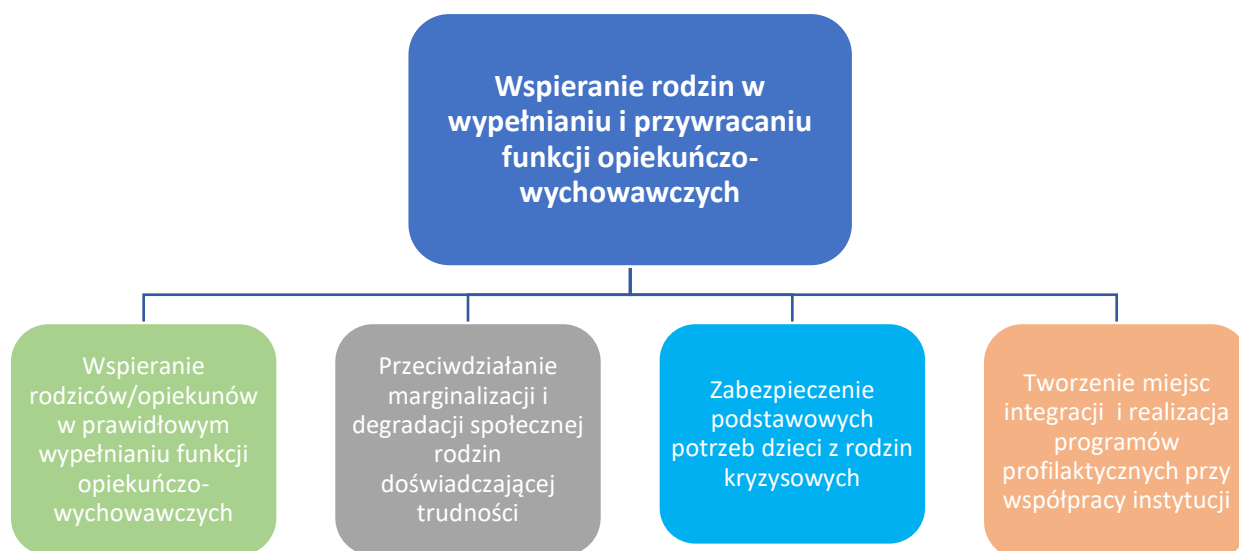 Wspieranie rodzin w
wypełnianiu i przywracaniu
funkcji opiekuńczo-
wychowawczych
Wspieranie
rodziców/opiekunów
w prawidłowym
wypełnianiu funkcji
opiekuńczo-
wychowawczych
Przeciwdziałanie
marginalizacji i
degradacji społecznej
rodzin
doświadczającej
trudności
Zabezpieczenie
podstawowych
potrzeb dzieci z rodzin
kryzysowych
Tworzenie miejsc
integracji i realizacja
programów
profilaktycznych przy
współpracy instytucji